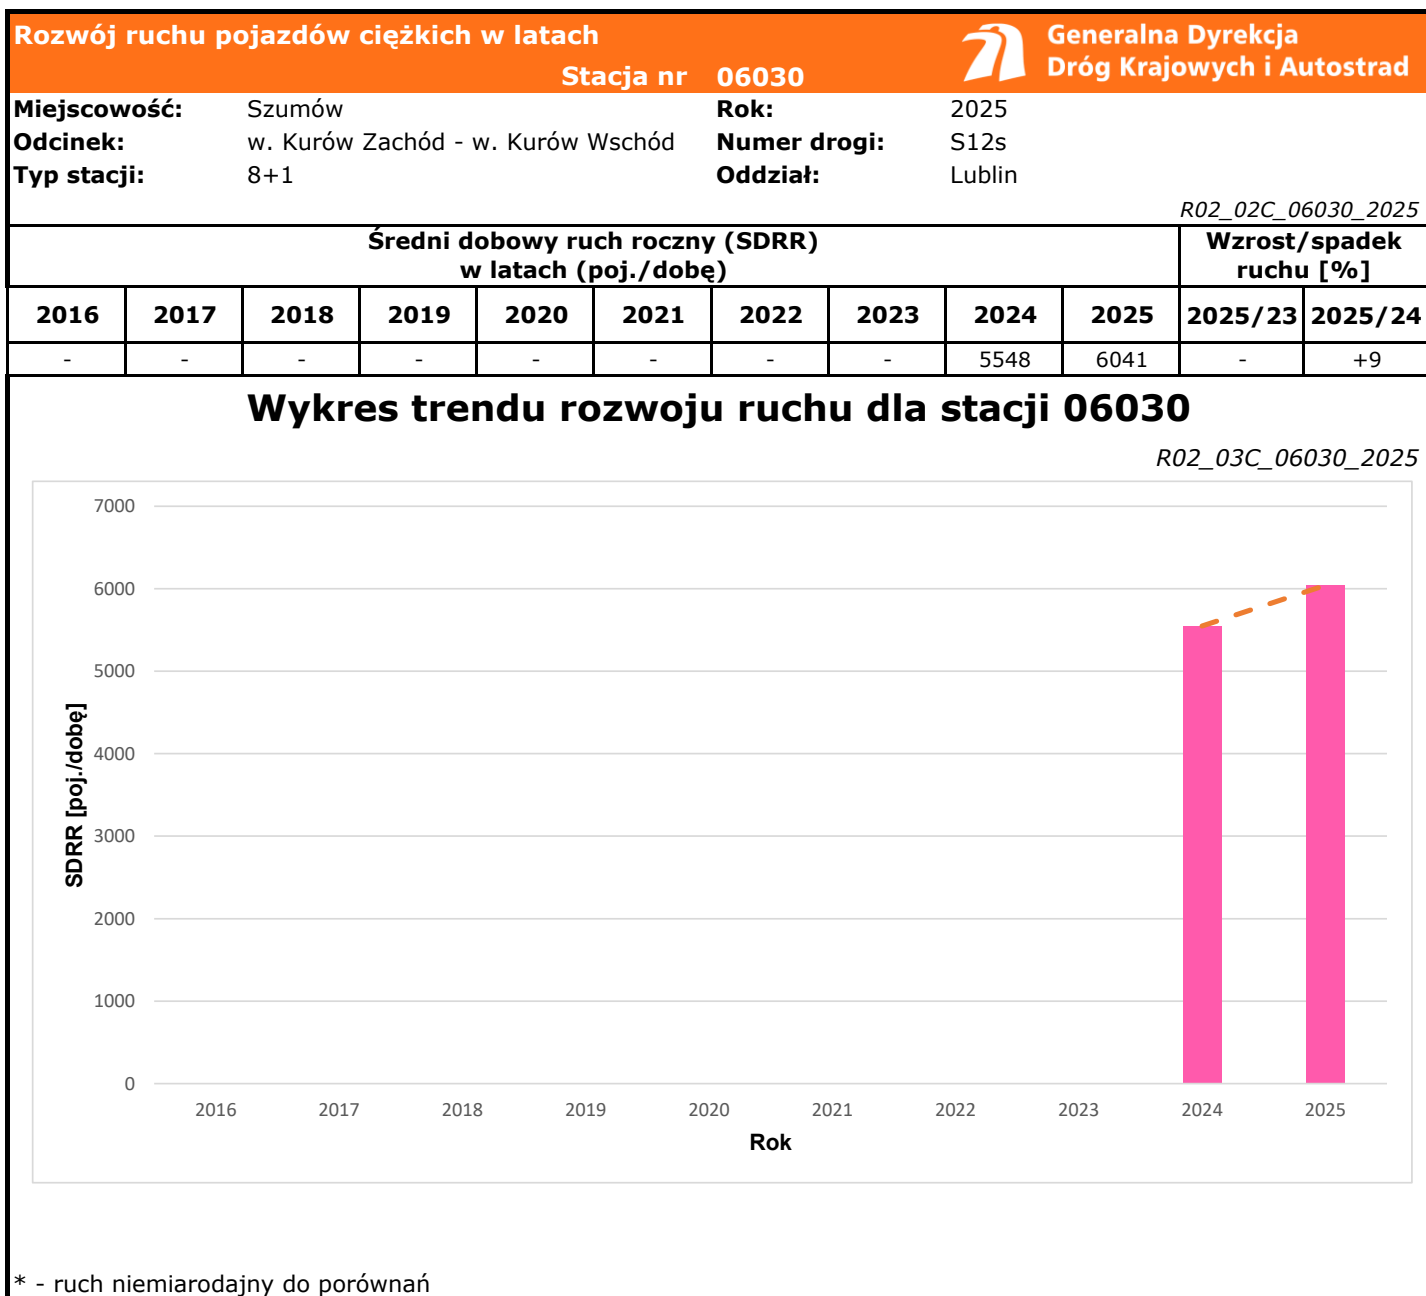 Rozwój ruchu pojazdów ciężkich w latach
Generalna Dyrekcja
Dróg Krajowych i Autostrad
Stacja nr 06030
Miejscowość: Szumów Rok: 2025
Odcinek: w. Kurów Zachód - w. Kurów Wschód Numer drogi: S12s
Typ stacji: 8+1 Oddział: Lublin
R02_02C_06030_2025
Średni dobowy ruch roczny (SDRR)
w latach (poj./dobę)
Wzrost/spadek
ruchu [%]
2016 2017 2018 2019 2020 2021 2022 2023 2024 2025 2025/23 2025/24
- - - - - - - - 5548 6041 - +9
Wykres trendu rozwoju ruchu dla stacji 06030
R02_03C_06030_2025
SDRR [poj./dobę]
7000
6000
5000
4000
3000
2000
1000
0
2016 2017 2018 2019 2020 2021 2022 2023 2024 2025
Rok
* - ruch niemiarodajny do porównań